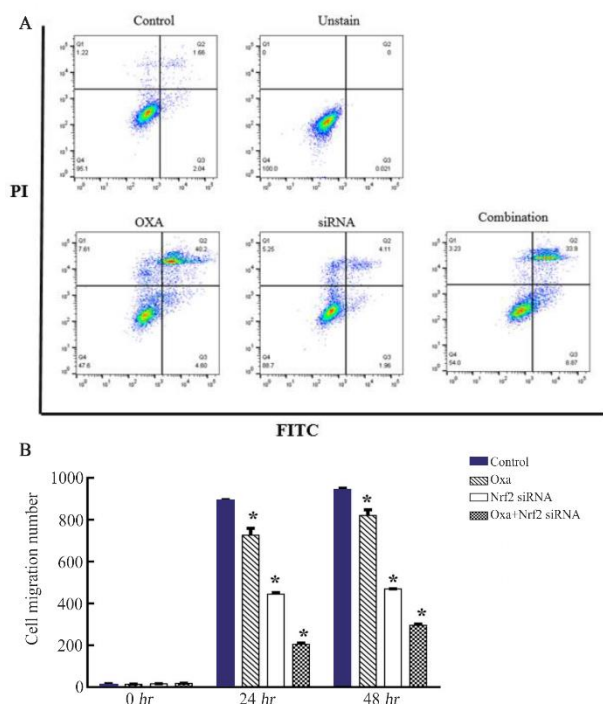 A
Control
Unstain
Q1
1.22
Q2
1.66
Q4
95.1
Q3
2.04
Q1
0
Q2
0
Q4
100.0
Q3
0.021
PI
OXA
siRNA
Combination
Q1
7.61
Q2
40.2
Q4
47.6
Q3
4.60
Q1
5.25
Q2
4.11
Q4
88.7
Q3
1.96
Q1
3.23
Q2
33.9
Q4
54.0
Q3
FITC
B
Cell migration number
1000
800
600
400
200
0
0 hr
24 hr
48 hr
* * *
* * *
Control
Oxa
Nrf2 siRNA
Oxa+Nrf2 siRNA